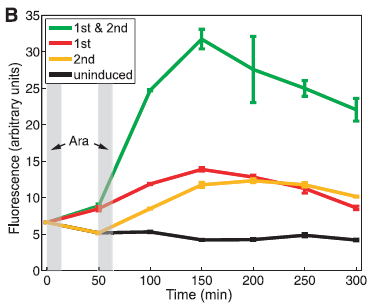 B
35
30
25
20
15
10
5
0
Fluorescence (arbitrary units)
1st & 2nd
1st
2nd
uninduced
Ara
0 50 100 150 200 250 300
Time (min)